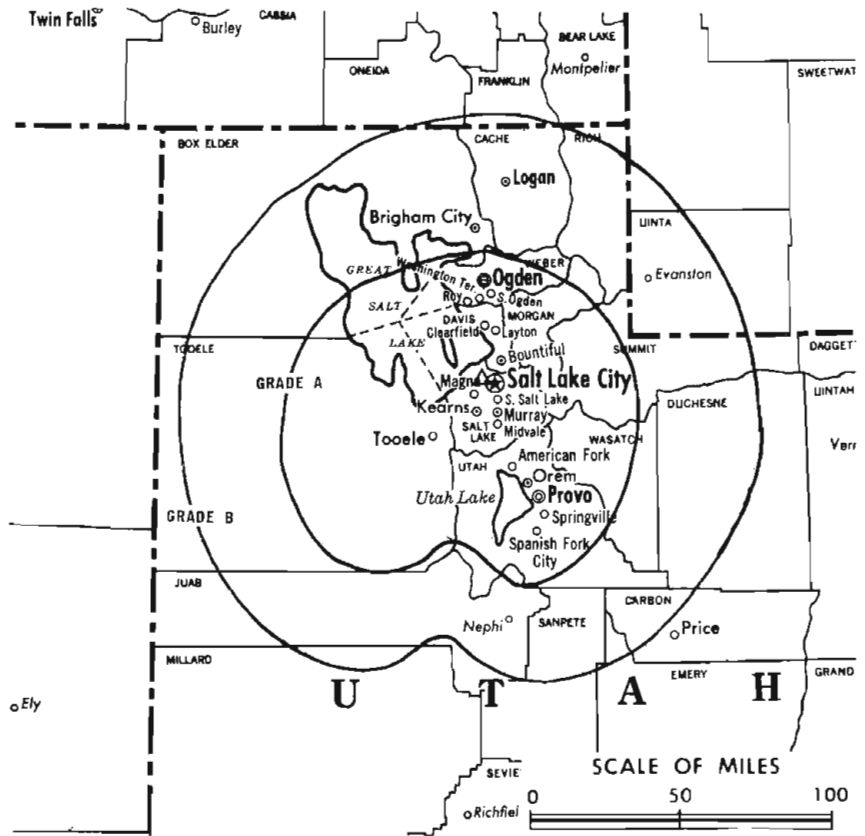 Twin Falls
CASSIA
BEAR LAKE
Burley
ONEIDA
FRANKLIN
Montpelier
SWEETWAT
BOX ELDER
CACHE
RICH
Logan
Brigham City
UINTA
GREAT
WEBER
Evanston
Washington Ter.
Ogden
Roy
S. Ogden
SALT
DAVIS
MORGAN
Clearfield
Layton
LAKE
TOOELE
Bountiful
SUMMIT
DAGGET
GRADE A
Magna
Salt Lake City
UINTAH
Kearns
S. Salt Lake
DUCHESNE
Murray
SALT
LAKE
Midvale
Tooele
WASATCH
Verr
UTAH
American Fork
Orem
Utah Lake
Provo
GRADE B
Springville
Spanish Fork
City
JUAB
CARBON
Nephi
SANPETE
Price
MILLARD
EMERY
GRAND
U T A H
Ely
SEVIE
SCALE OF MILES
Richfiel
0 50 100